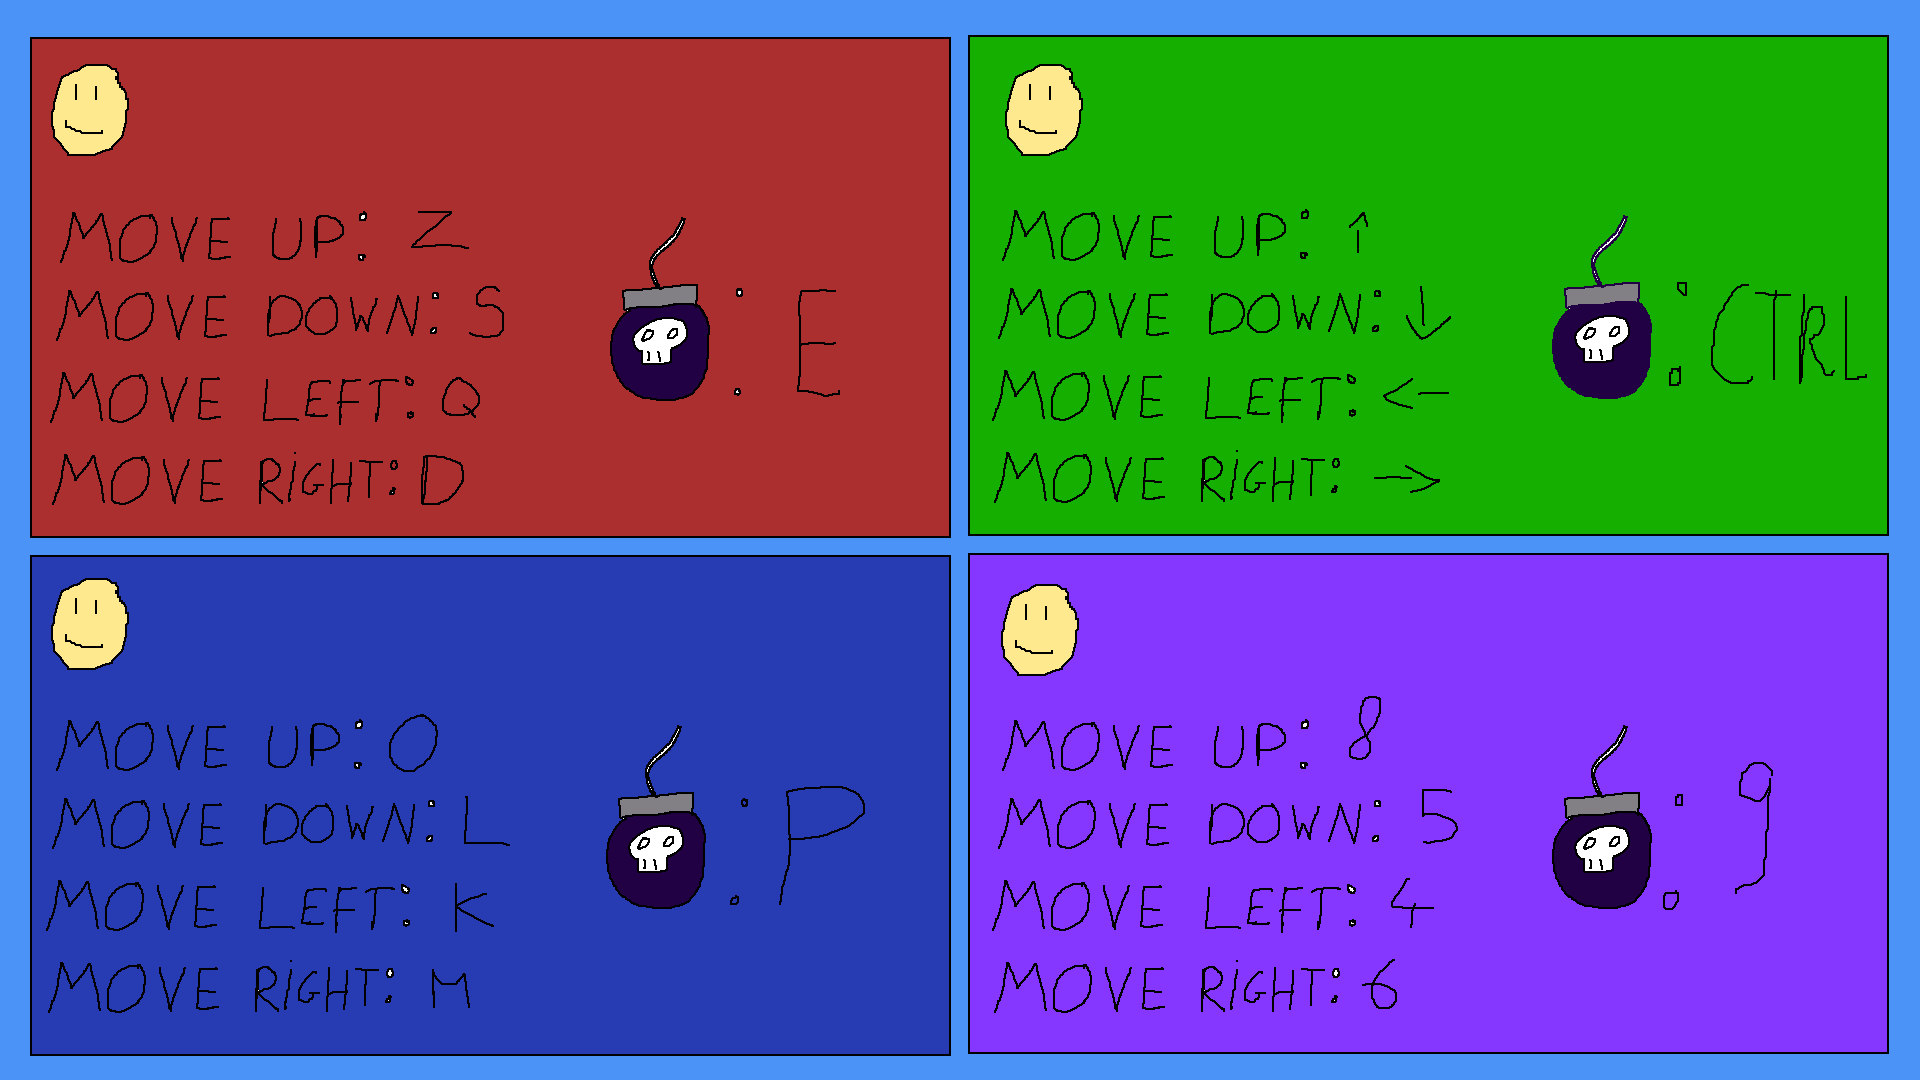 MOVE UP: Z
MOVE DOWN: S
MOVE LEFT: Q
MOVE RIGHT: D
: E
MOVE UP: ↑
MOVE DOWN: ↓
MOVE LEFT: ←
MOVE RIGHT: →
: CTRL
MOVE UP: O
MOVE DOWN: L
MOVE LEFT: K
MOVE RIGHT: M
: P
MOVE UP: 8
MOVE DOWN: 5
MOVE LEFT: 4
MOVE RIGHT: 6
: 9